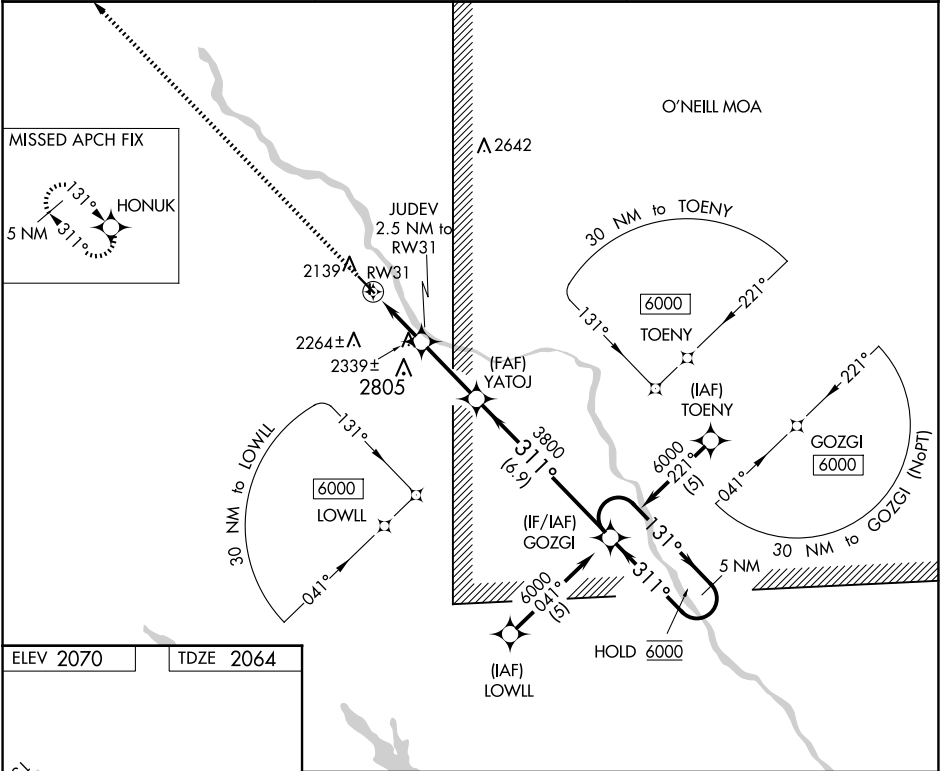 O'NEILL MOA
2642
MISSED APCH FIX
131°
HONUK
5 NM
311°
JUDEV
2.5 NM to
RW31
2139
RW31
2264±
2339±
2805
30 NM to TOENY
131°
221°
6000
TOENY
(FAF)
YATOJ
(IAF)
TOENY
221°
GOZGI
6000
041°
30 NM to GOZGI (NoPT)
30 NM to LOWLL
131°
6000
LOWLL
041°
3800
311°
(6.9)
6000
221°
(5)
(IF/IAF)
GOZGI
131°
311°
5 NM
6000
041°
(5)
HOLD 6000
(IAF)
LOWLL
ELEV 2070
TDZE 2064